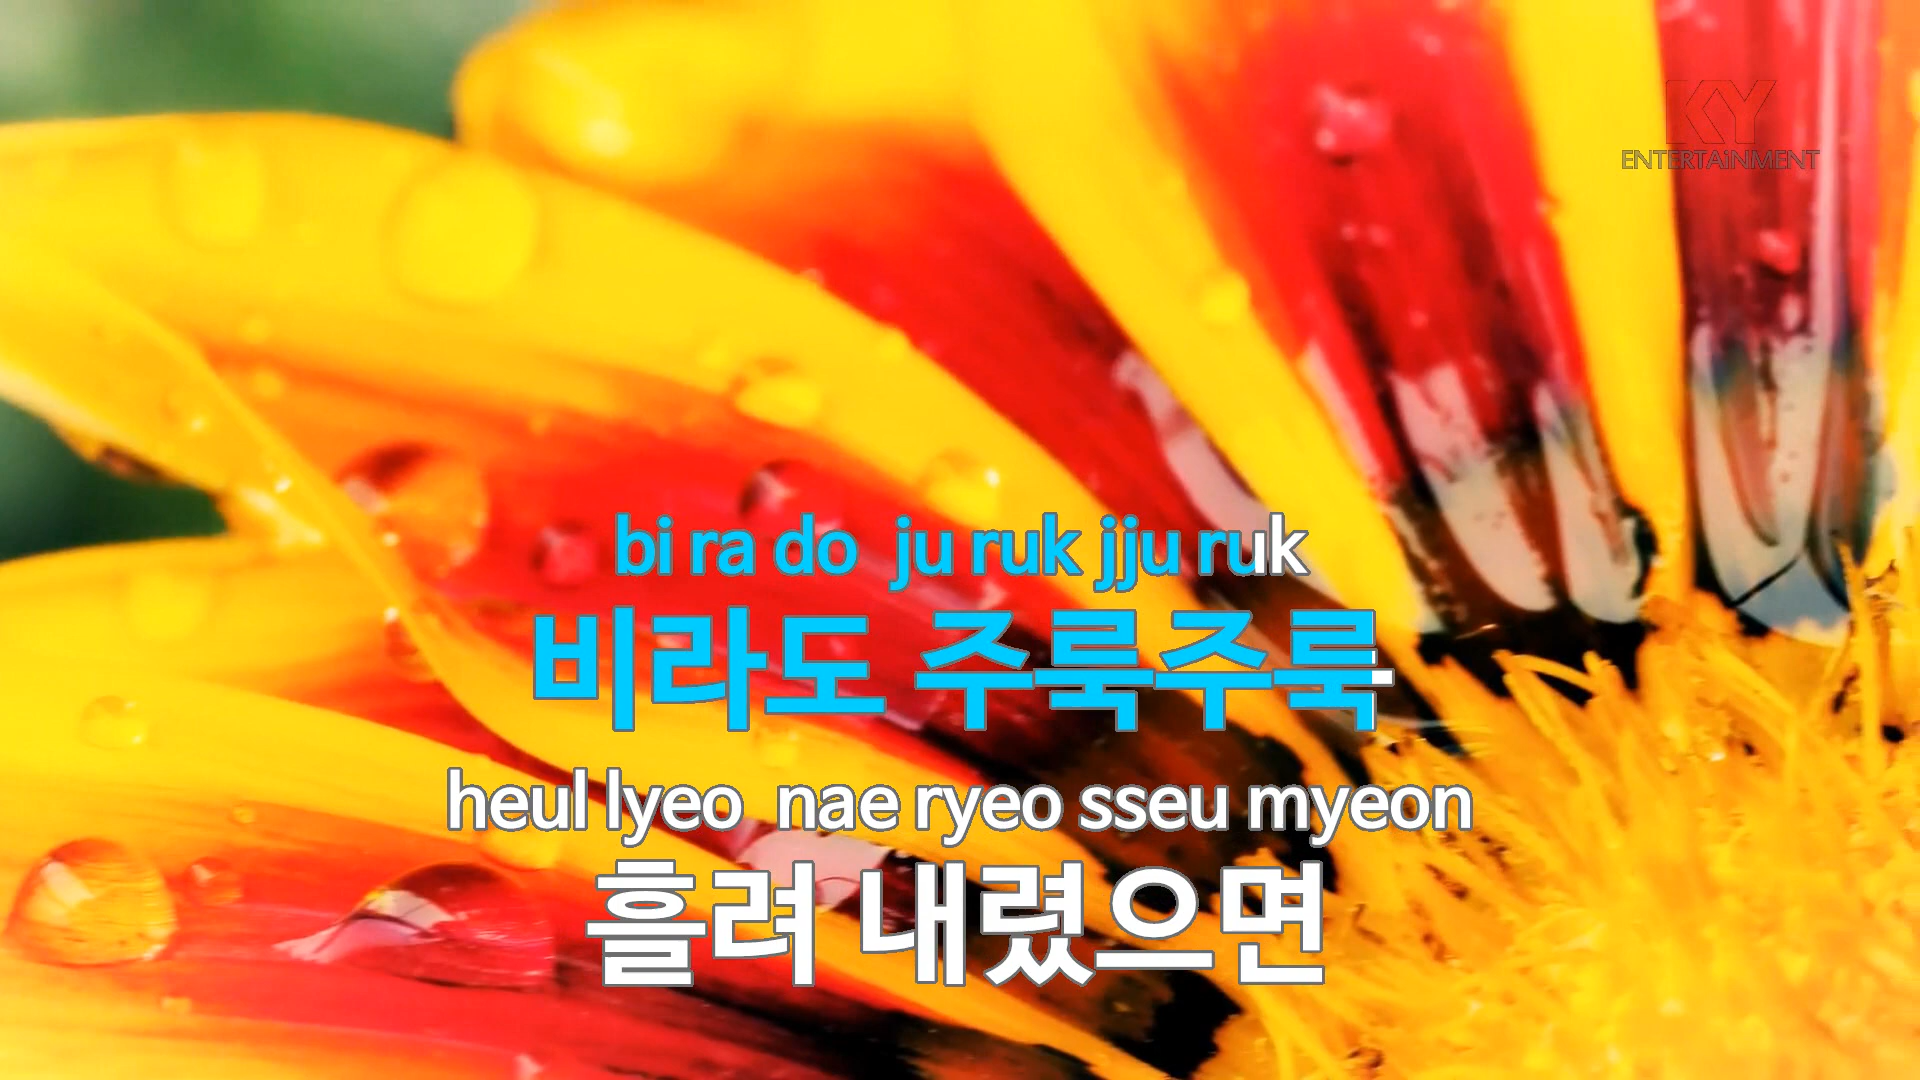 KY
ENTERTAiNMENT
bi ra do ju ruk jju ruk
비라도 주룩주룩
heul lyeo nae ryeo sseu myeon
흘려 내렸으면